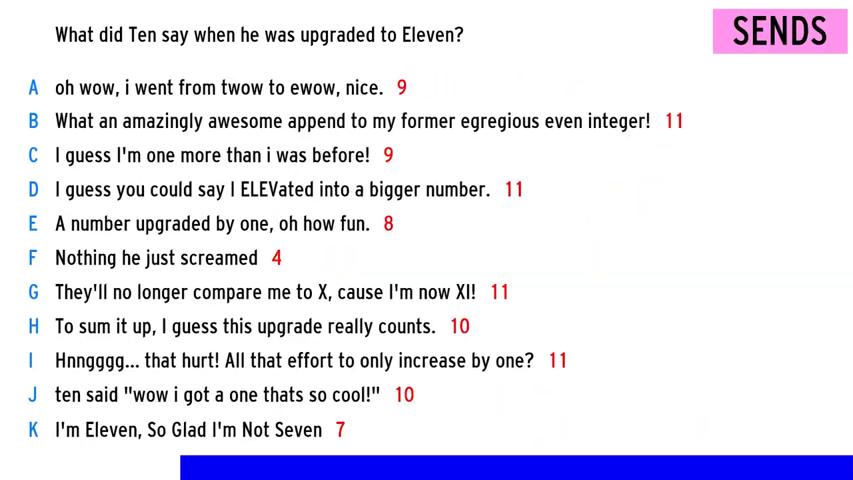 What did Ten say when he was upgraded to Eleven?
SENDS
A oh wow, i went from twow to ewow, nice. 9
B What an amazingly awesome append to my former egregious even integer! 11
C I guess I'm one more than i was before! 9
D I guess you could say I ELEVated into a bigger number. 11
E A number upgraded by one, oh how fun. 8
F Nothing he just screamed 4
G They'll no longer compare me to X, cause I'm now XI! 11
H To sum it up, I guess this upgrade really counts. 10
I Hnngggg... that hurt! All that effort to only increase by one? 11
J ten said "wow i got a one thats so cool!" 10
K I'm Eleven, So Glad I'm Not Seven 7